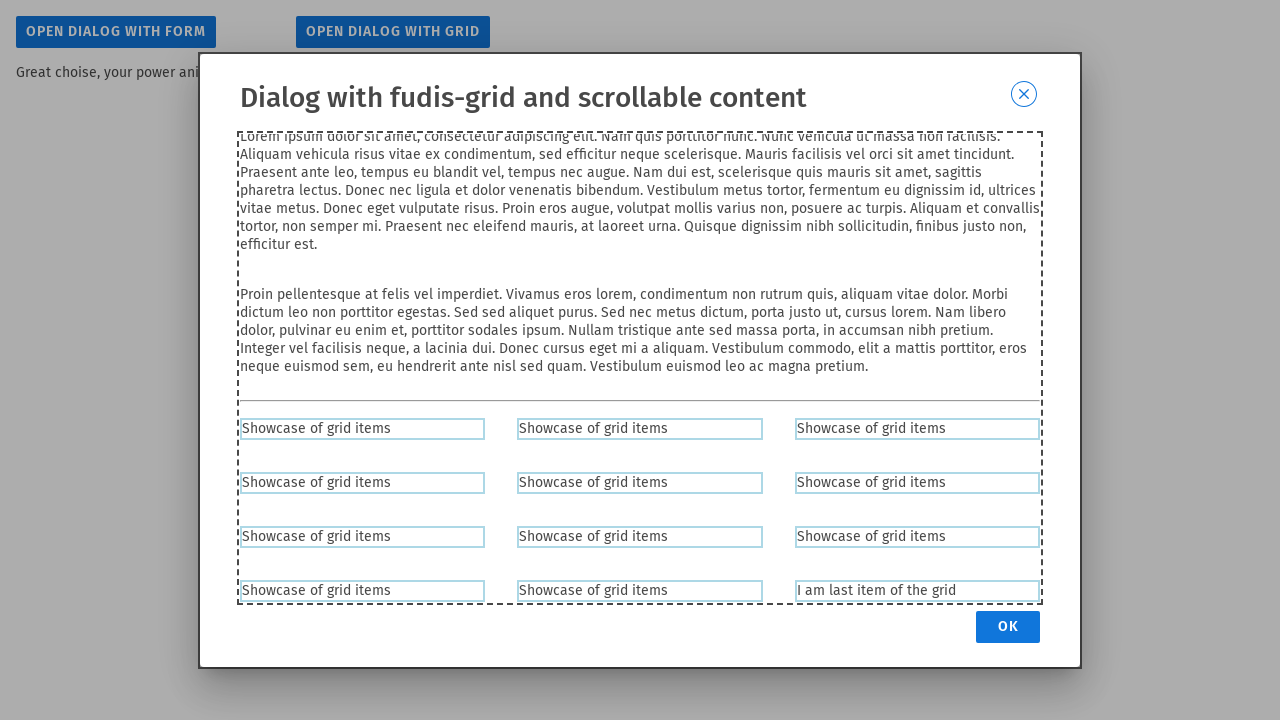 OPEN DIALOG WITH FORM
OPEN DIALOG WITH GRID
Great choise, your power ani
Dialog with fudis-grid and scrollable content
Lorem ipsum dolor sit amet, consectetur adipiscing elit. Nam quis porttitor nunc. Nunc vehicula ut massa non facilisis.
Aliquam vehicula risus vitae ex condimentum, sed efficitur neque scelerisque. Mauris facilisis vel orci sit amet tincidunt.
Praesent ante leo, tempus eu blandit vel, tempus nec augue. Nam dui est, scelerisque quis mauris sit amet, sagittis
pharetra lectus. Donec nec ligula et dolor venenatis bibendum. Vestibulum metus tortor, fermentum eu dignissim id, ultrices
vitae metus. Donec eget vulputate risus. Proin eros augue, volutpat mollis varius non, posuere ac turpis. Aliquam et convallis
tortor, non semper mi. Praesent nec eleifend mauris, at laoreet urna. Quisque dignissim nibh sollicitudin, finibus justo non,
efficitur est.
Proin pellentesque at felis vel imperdiet. Vivamus eros lorem, condimentum non rutrum quis, aliquam vitae dolor. Morbi
dictum leo non porttitor egestas. Sed sed aliquet purus. Sed nec metus dictum, porta justo ut, cursus lorem. Nam libero
dolor, pulvinar eu enim et, porttitor sodales ipsum. Nullam tristique ante sed massa porta, in accumsan nibh pretium.
Integer vel facilisis neque, a lacinia dui. Donec cursus eget mi a aliquam. Vestibulum commodo, elit a mattis porttitor, eros
neque euismod sem, eu hendrerit ante nisl sed quam. Vestibulum euismod leo ac magna pretium.
Showcase of grid items
Showcase of grid items
Showcase of grid items
Showcase of grid items
Showcase of grid items
Showcase of grid items
Showcase of grid items
Showcase of grid items
Showcase of grid items
Showcase of grid items
Showcase of grid items
I am last item of the grid
OK